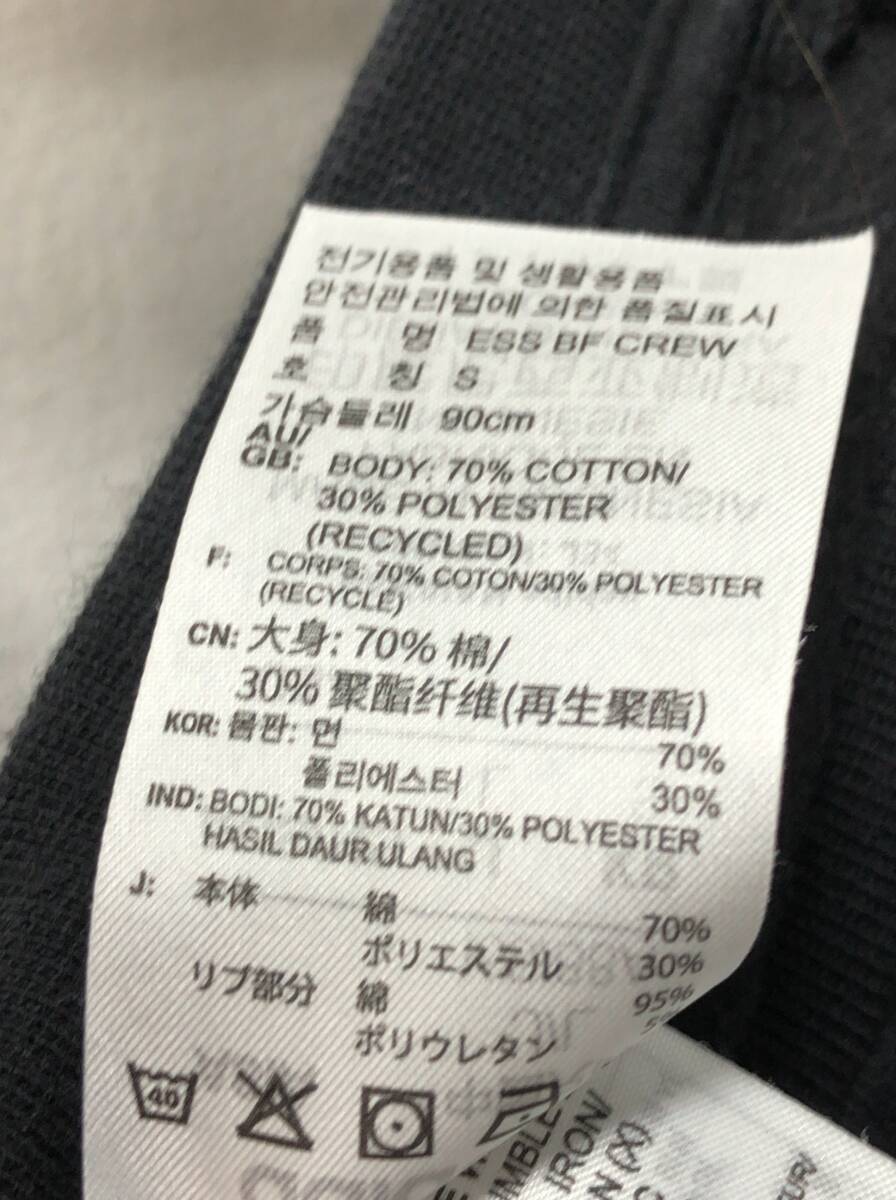 전기용품 및 생활용품
안전관리법에 의한 품질표시
품 명 ESS BF CREW
호 칭 S
가슴둘레 90cm
AU/
GB: BODY: 70% COTTON/
30% POLYESTER
(RECYCLED)
F: CORPS: 70% COTON/30% POLYESTER
(RECYCLE)
CN: 大身: 70% 棉/
30% 聚酯纤维(再生聚酯)
KOR: 몸판: 면 70%
폴리에스터 30%
IND: BODI: 70% KATUN/30% POLYESTER
HASIL DAUR ULANG
J: 本体 綿 70%
ポリエステル 30%
リブ部分 綿 95%
ポリウレタン 5%
40
IRON/
(X)